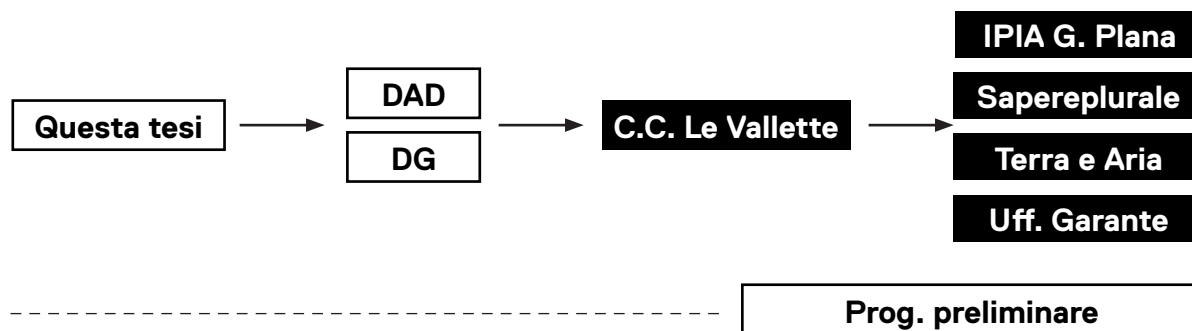 IPIA G. Plana
Questa tesi
DAD
DG
C.C. Le Vallette
Sapereplurale
Terra e Aria
Uff. Garante
Prog. preliminare